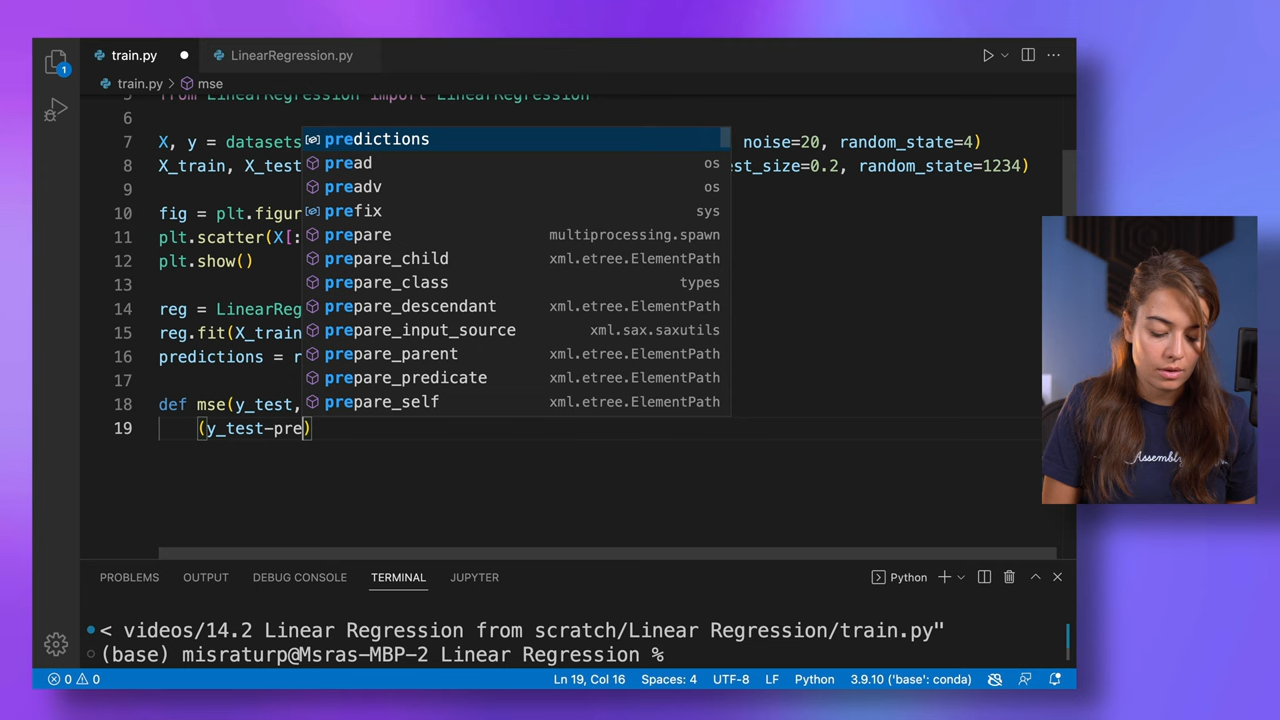 train.py LinearRegression.py
train.py > mse
5 from LinearRegression import LinearRegression
6
7 X, y = datasets noise=20, random_state=4)
8 X_train, X_test est_size=0.2, random_state=1234)
9
10 fig = plt.figur
11 plt.scatter(X[:
12 plt.show()
13
14 reg = LinearReg
15 reg.fit(X_train
16 predictions = r
17
18 def mse(y_test,
19 (y_test-pre)
predictions
pread os
preadv os
prefix sys
prepare multiprocessing.spawn
prepare_child xml.etree.ElementPath
prepare_class types
prepare_descendant xml.etree.ElementPath
prepare_input_source xml.sax.saxutils
prepare_parent xml.etree.ElementPath
prepare_predicate xml.etree.ElementPath
prepare_self xml.etree.ElementPath
1
Assembly
PROBLEMS OUTPUT DEBUG CONSOLE TERMINAL JUPYTER Python
< videos/14.2 Linear Regression from scratch/Linear Regression/train.py"
(base) misraturp@Msras-MBP-2 Linear Regression %
0 0 Ln 19, Col 16 Spaces: 4 UTF-8 LF Python 3.9.10 ('base': conda)